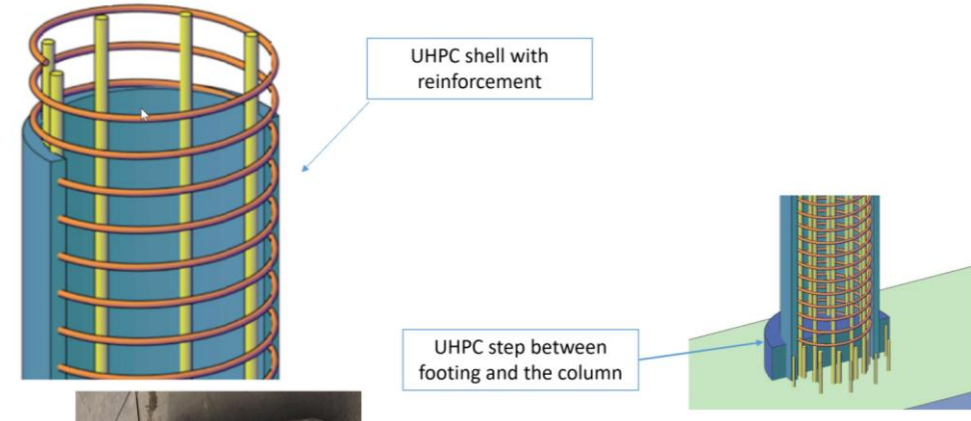 UHPC shell with
reinforcement
UHPC step between
footing and the column